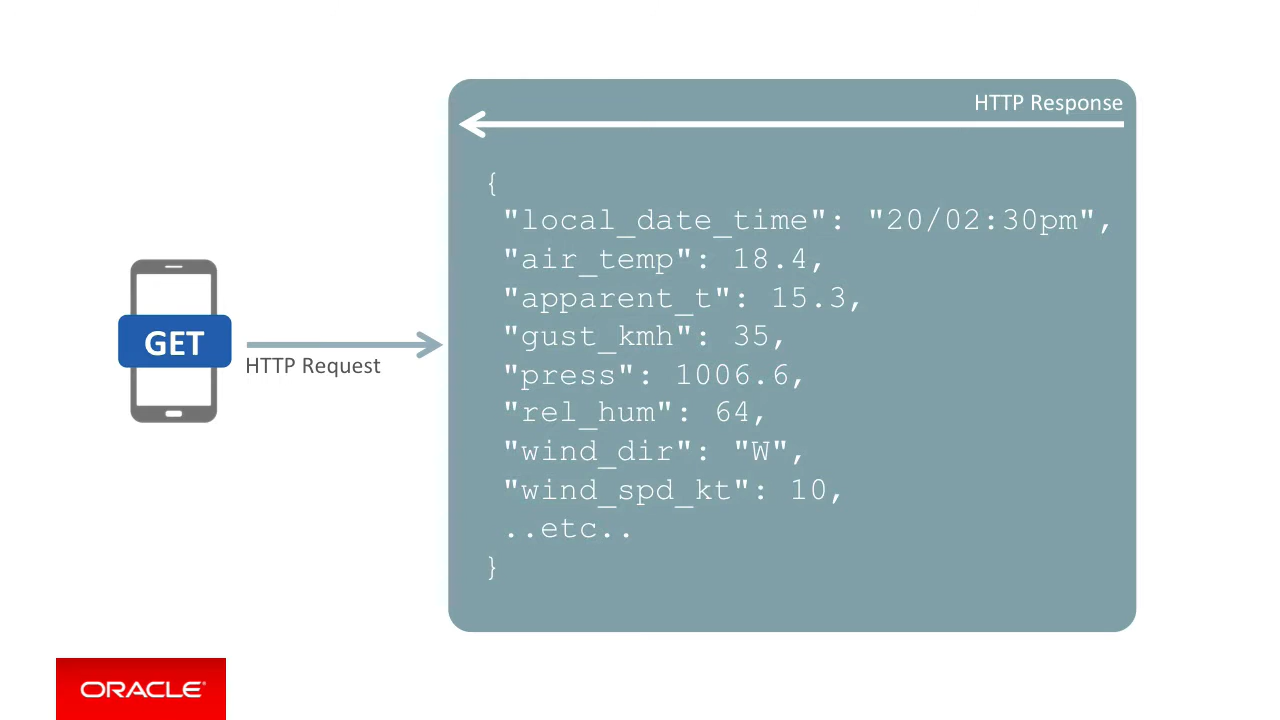 HTTP Response
{
"local_date_time": "20/02:30pm",
"air_temp": 18.4,
"apparent_t": 15.3,
"gust_kmh": 35,
"press": 1006.6,
"rel_hum": 64,
"wind_dir": "W",
"wind_spd_kt": 10,
..etc..
}
GET
HTTP Request
ORACLE